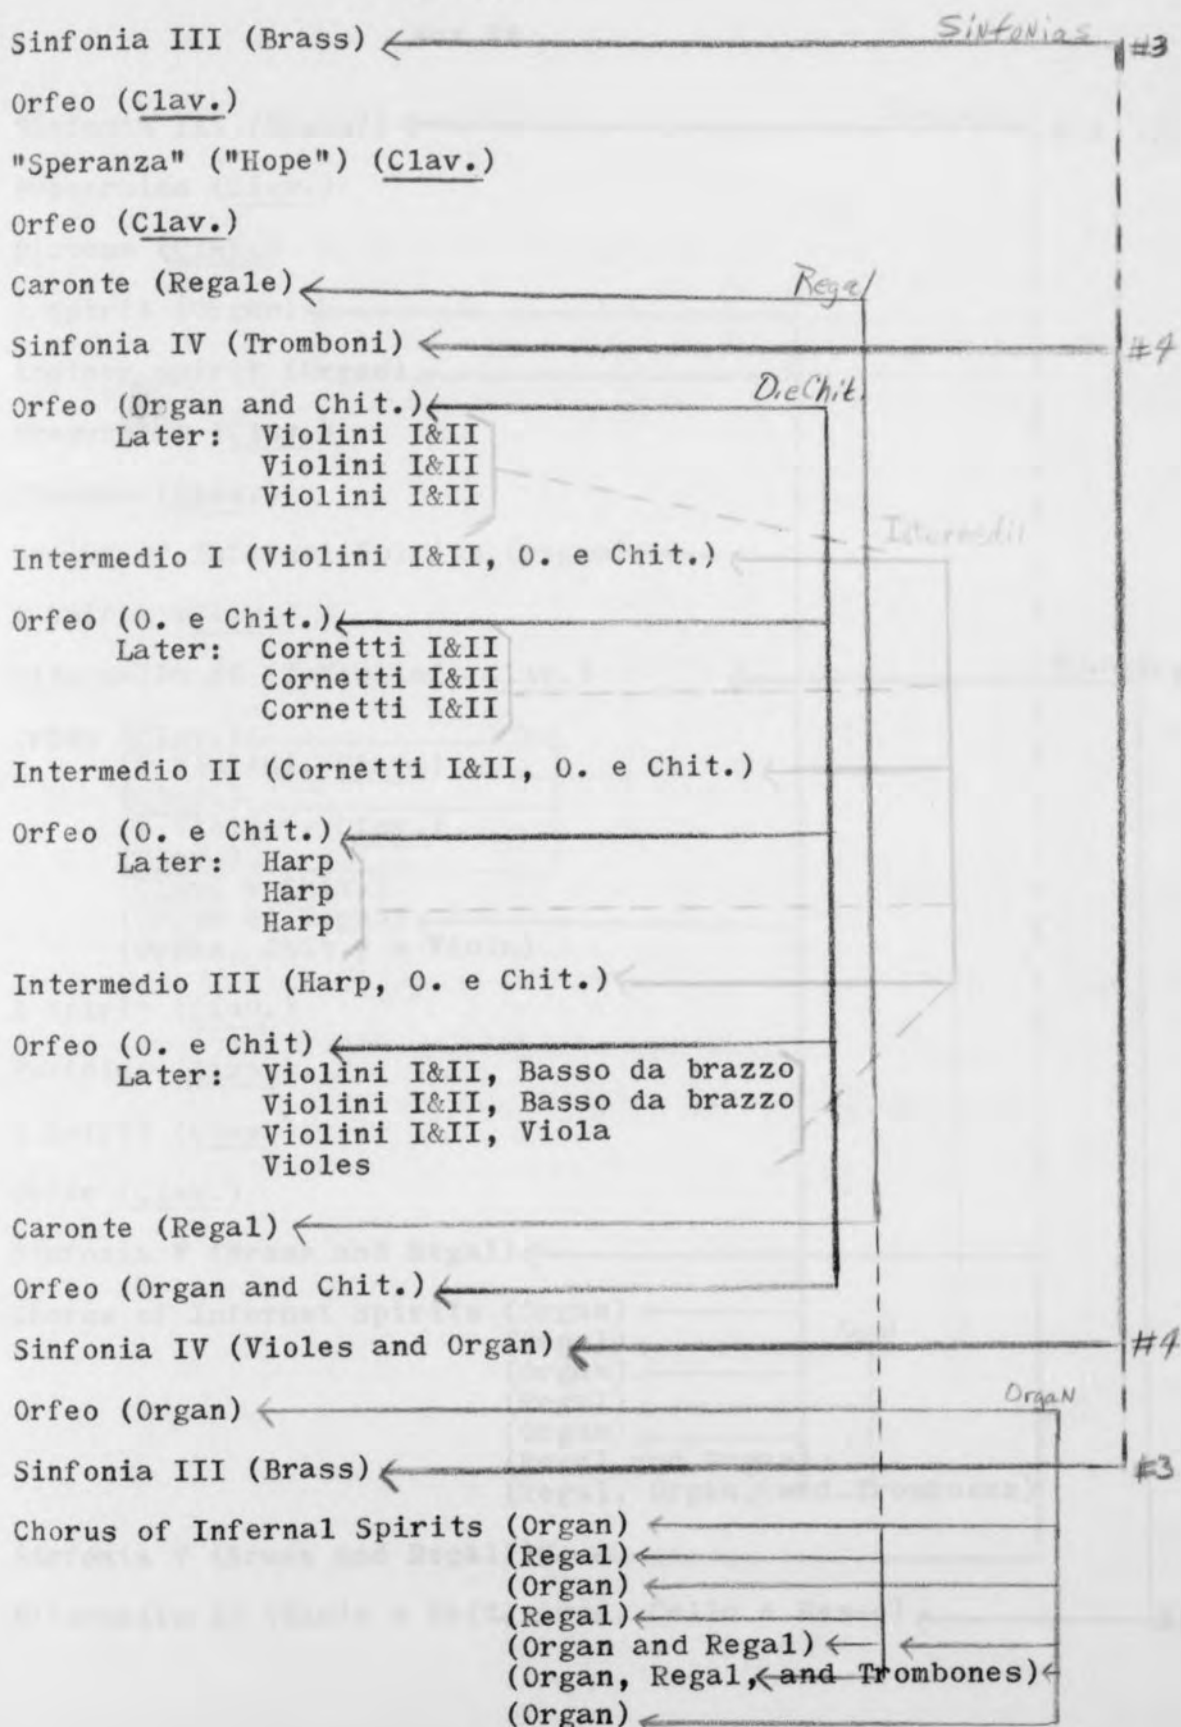 Sinfonia III (Brass) Sinfonias #3
Orfeo (Clav.)
"Speranza" ("Hope") (Clav.)
Orfeo (Clav.)
Caronte (Regale) Regal
Sinfonia IV (Tromboni) #4
Orfeo (Organ and Chit.) O.eChit.
Later: Violini I&II
Violini I&II
Violini I&II
Intermedii
Intermedio I (Violini I&II, O. e Chit.)
Orfeo (O. e Chit.)
Later: Cornetti I&II
Cornetti I&II
Cornetti I&II
Intermedio II (Cornetti I&II, O. e Chit.)
Orfeo (O. e Chit.)
Later: Harp
Harp
Harp
Intermedio III (Harp, O. e Chit.)
Orfeo (O. e Chit)
Later: Violini I&II, Basso da brazzo
Violini I&II, Basso da brazzo
Violini I&II, Viola
Violes
Caronte (Regal)
Orfeo (Organ and Chit.)
Sinfonia IV (Violes and Organ) #4
Orfeo (Organ) Organ
Sinfonia III (Brass) #3
Chorus of Infernal Spirits (Organ)
(Regal)
(Organ)
(Regal)
(Organ and Regal)
(Organ, Regal, and Trombones)
(Organ)